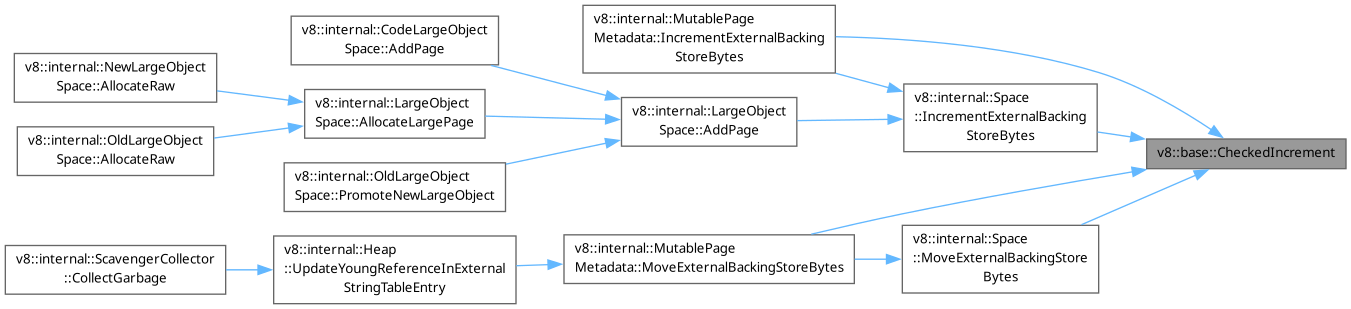 v8::internal::NewLargeObject
Space::AllocateRaw
v8::internal::OldLargeObject
Space::AllocateRaw
v8::internal::CodeLargeObject
Space::AddPage
v8::internal::LargeObject
Space::AllocateLargePage
v8::internal::OldLargeObject
Space::PromoteNewLargeObject
v8::internal::MutablePage
Metadata::IncrementExternalBacking
StoreBytes
v8::internal::LargeObject
Space::AddPage
v8::internal::Space
::IncrementExternalBacking
StoreBytes
v8::base::CheckedIncrement
v8::internal::ScavengerCollector
::CollectGarbage
v8::internal::Heap
::UpdateYoungReferenceInExternal
StringTableEntry
v8::internal::MutablePage
Metadata::MoveExternalBackingStoreBytes
v8::internal::Space
::MoveExternalBackingStore
Bytes